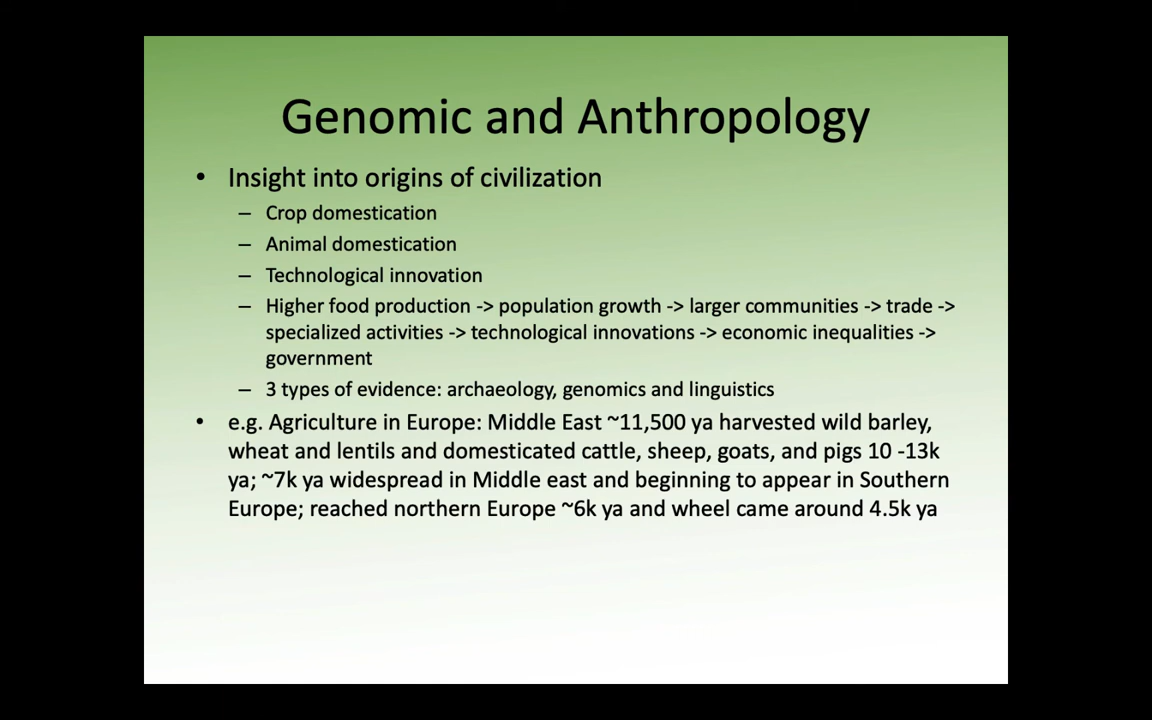 Genomic and Anthropology
• Insight into origins of civilization
– Crop domestication
– Animal domestication
– Technological innovation
– Higher food production -> population growth -> larger communities -> trade ->
specialized activities -> technological innovations -> economic inequalities ->
government
– 3 types of evidence: archaeology, genomics and linguistics
• e.g. Agriculture in Europe: Middle East ~11,500 ya harvested wild barley,
wheat and lentils and domesticated cattle, sheep, goats, and pigs 10 -13k
ya; ~7k ya widespread in Middle east and beginning to appear in Southern
Europe; reached northern Europe ~6k ya and wheel came around 4.5k ya